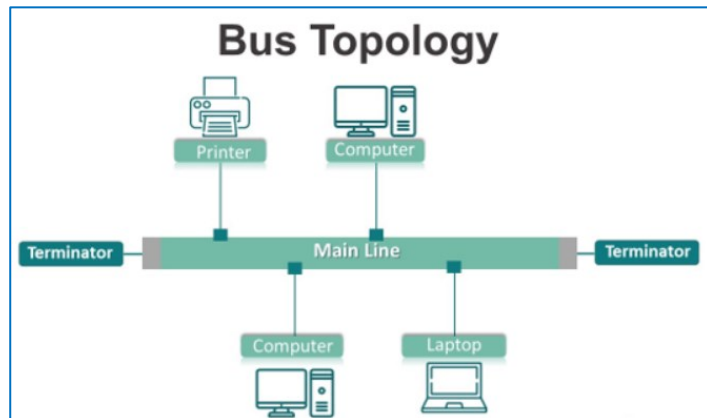 Bus Topology
Printer
Computer
Terminator
Main Line
Terminator
Computer
Laptop